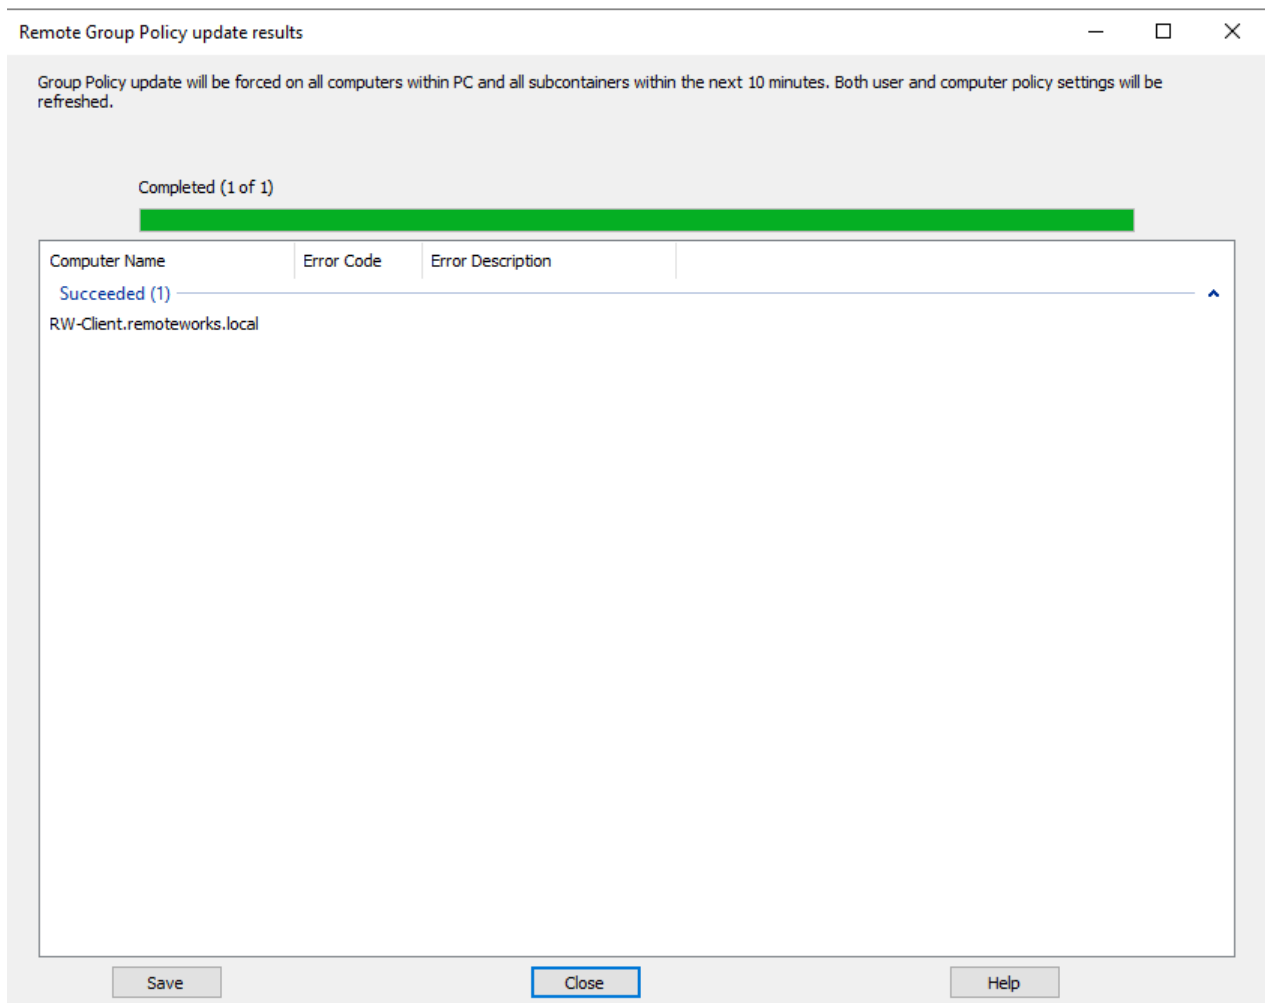 Remote Group Policy update results
Group Policy update will be forced on all computers within PC and all subcontainers within the next 10 minutes. Both user and computer policy settings will
refreshed.
Completed (1 of 1)
Computer Name Error Code Error Description
Succeeded (1)
RW-Client.remoteworks.local
Save Close Help